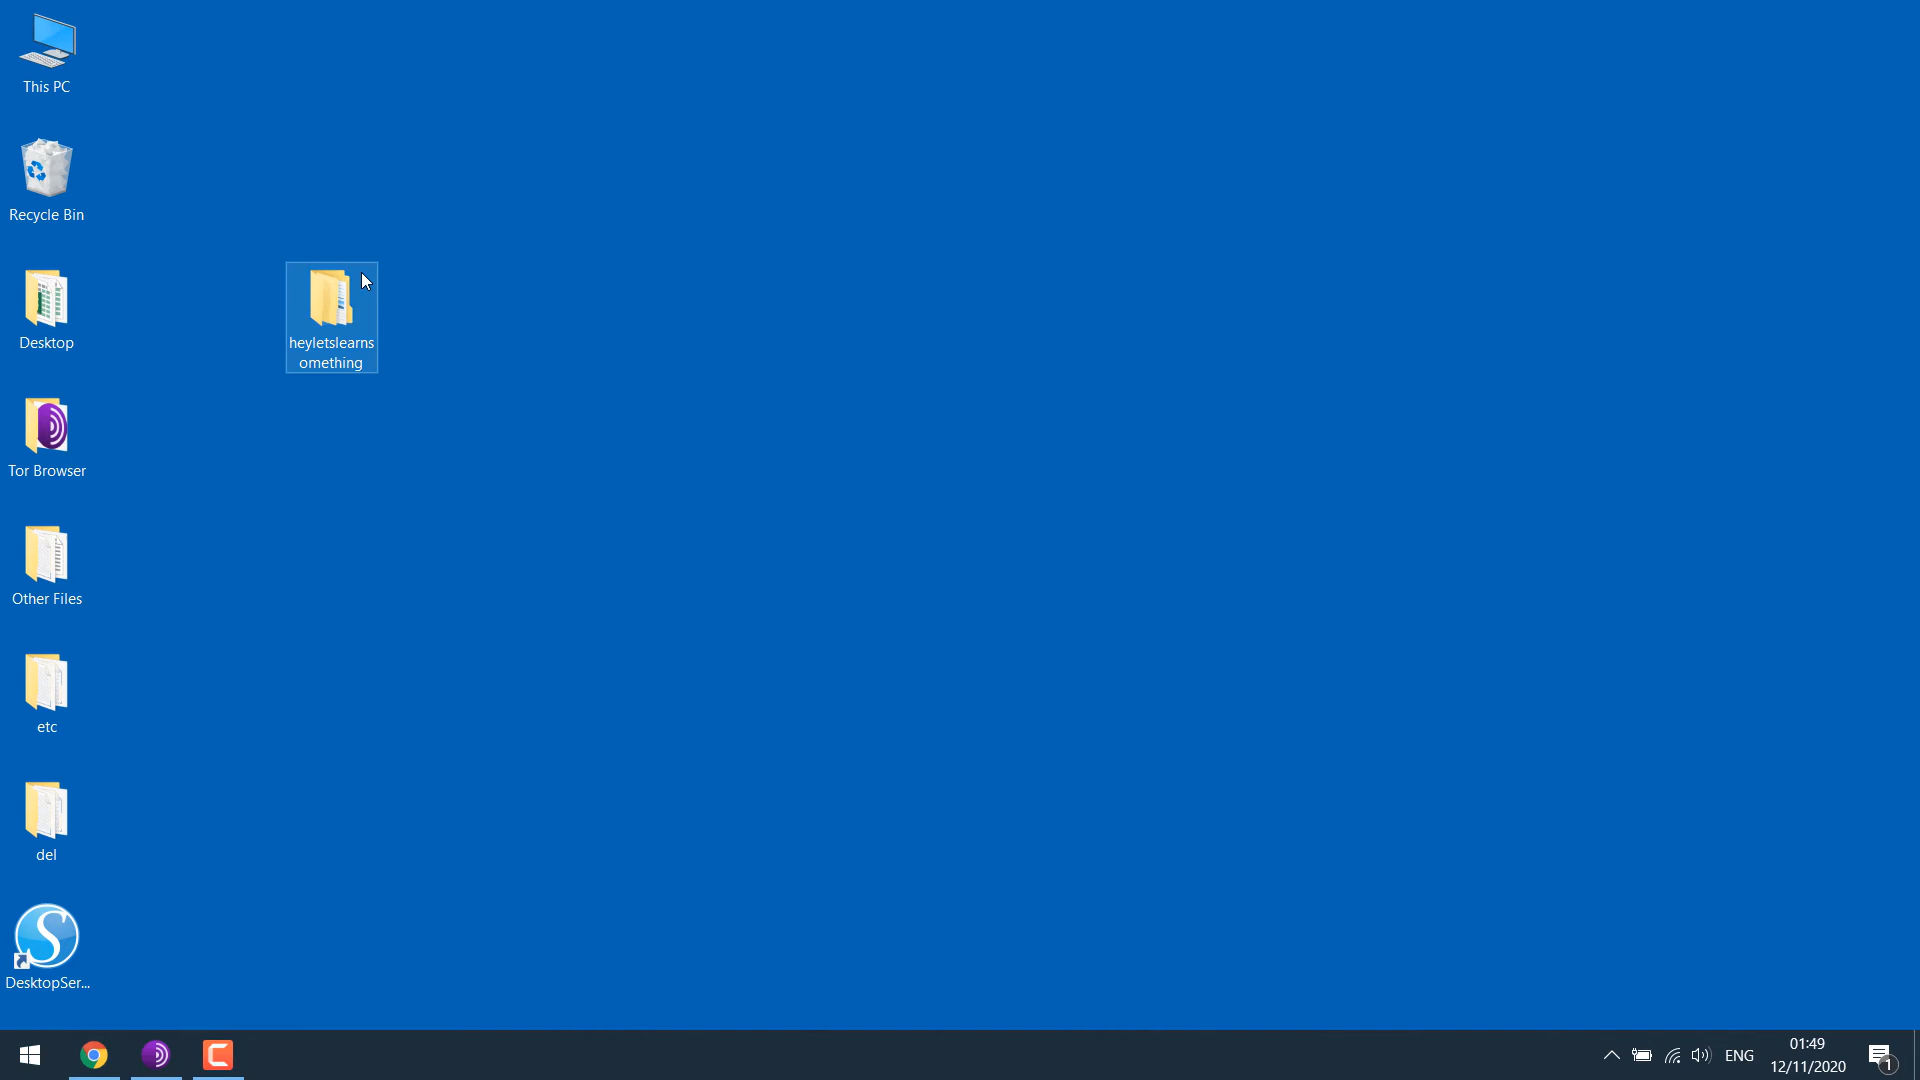 This PC
Recycle Bin
Desktop
heyletslearns
omething
Tor Browser
Other Files
etc
del
DesktopSer...
ENG
01:49
12/11/2020
1